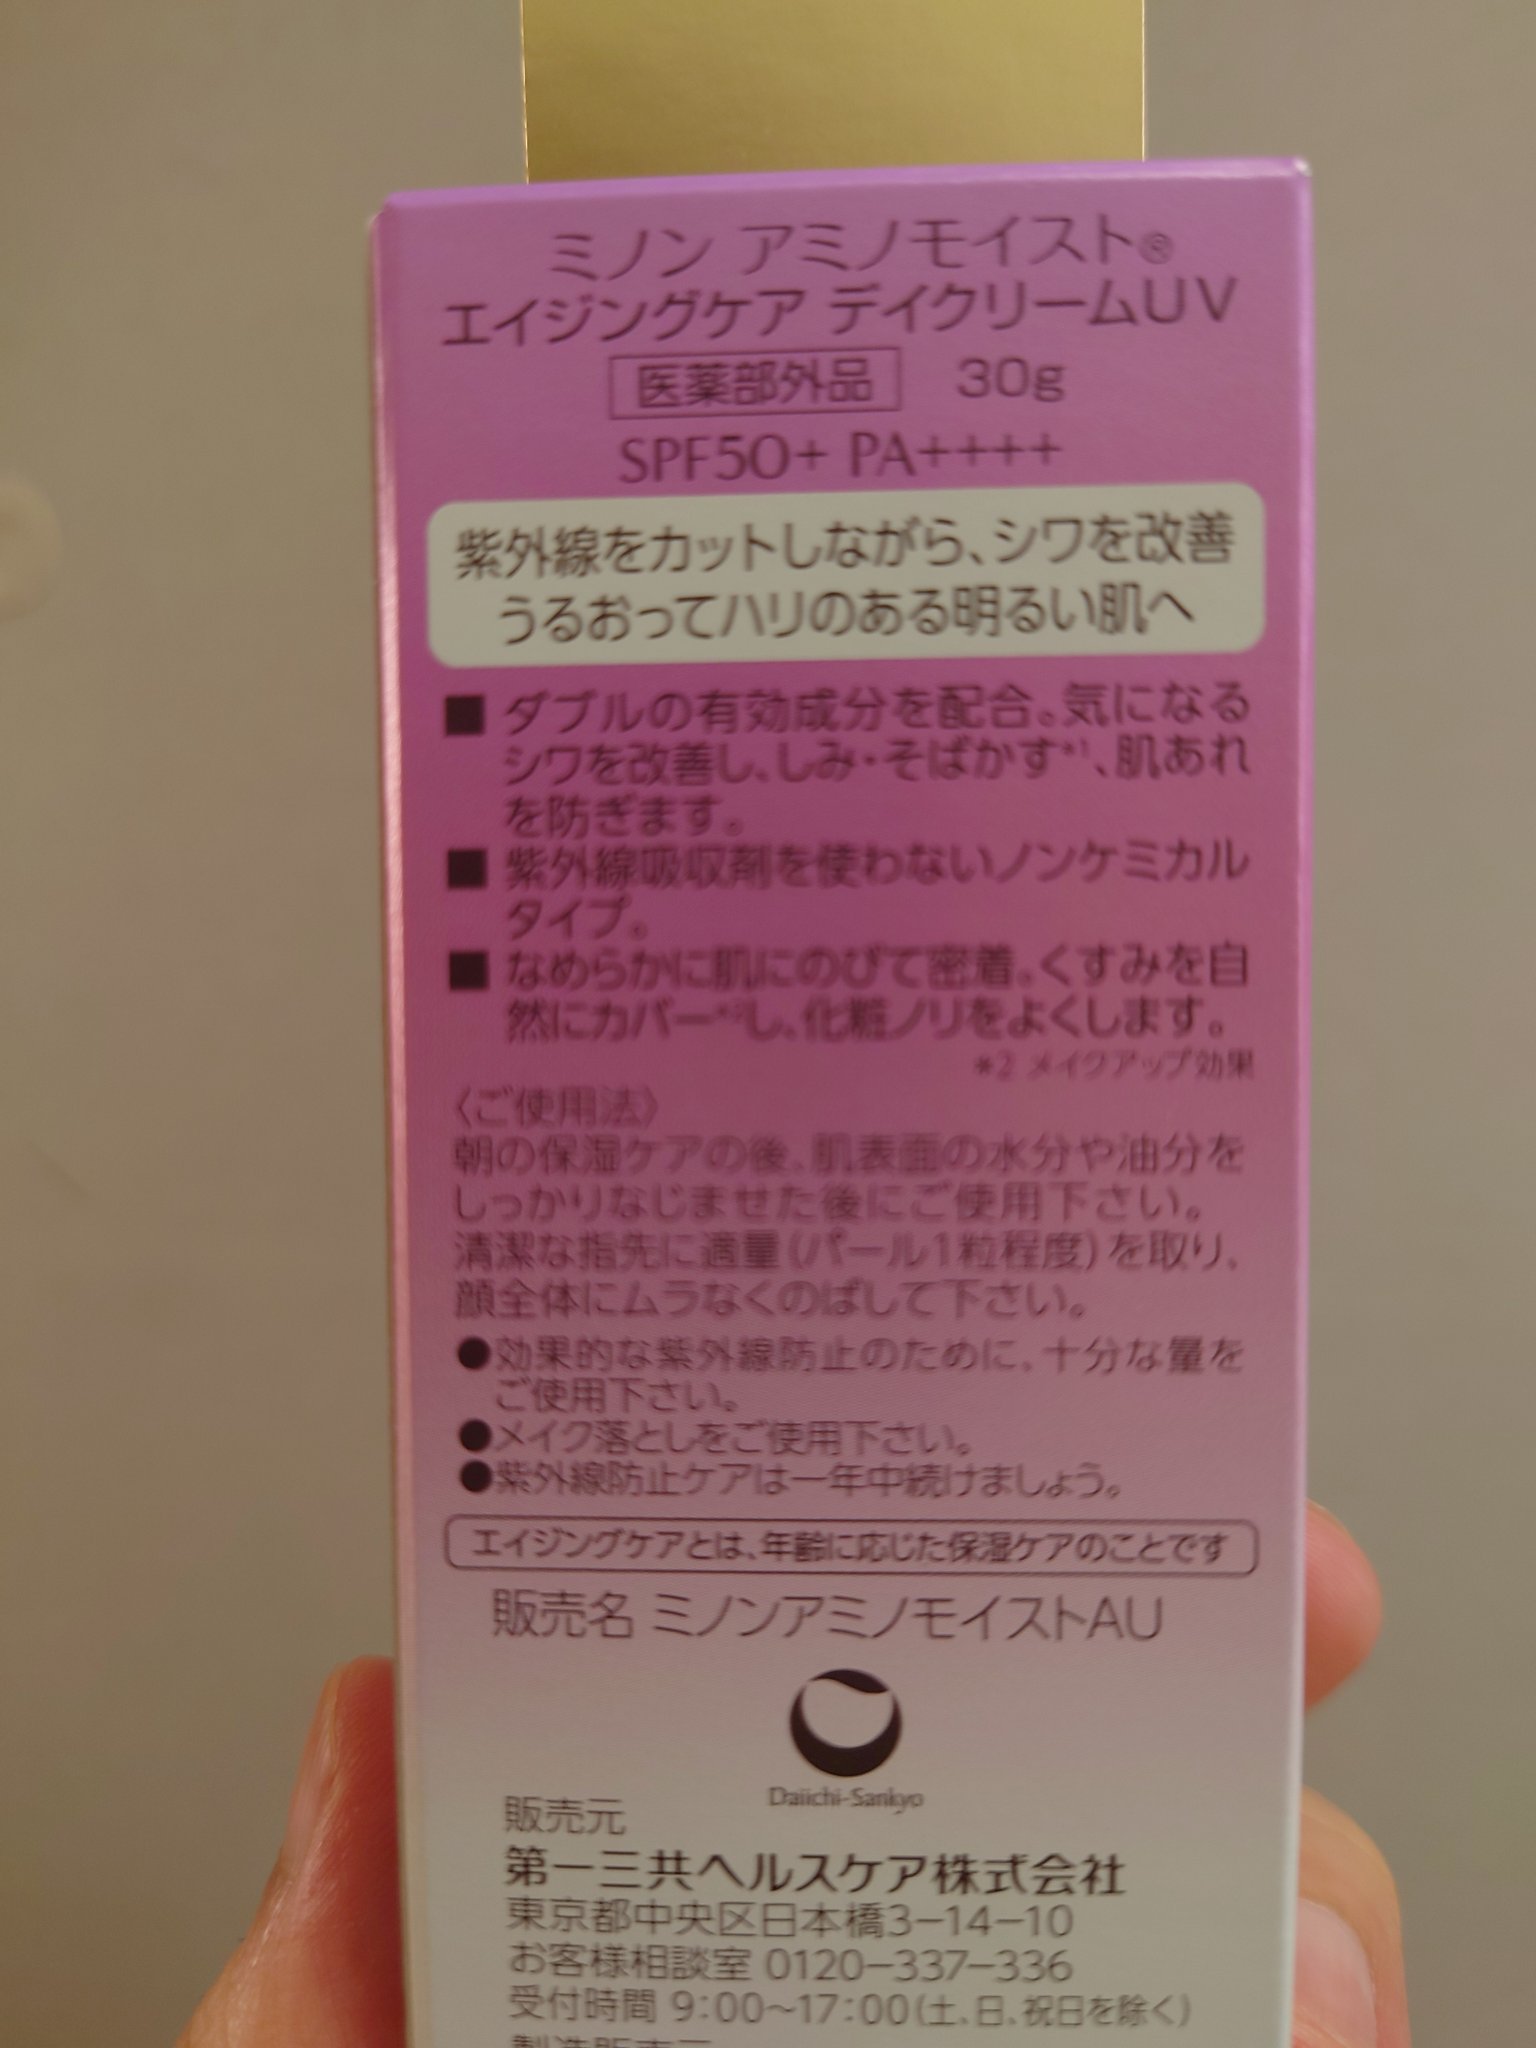 ミノン アミノモイスト®
エイジングケア デイクリームUV
医薬部外品 30g
SPF50+ PA++++
紫外線をカットしながら、シワを改善
うるおってハリのある明るい肌へ
■ ダブルの有効成分を配合。気になる
シワを改善し、しみ・そばかす*1、肌あれ
を防ぎます。
■ 紫外線吸収剤を使わないノンケミカル
タイプ。
■ なめらかに肌にのびて密着。くすみを自
然にカバー*2し、化粧ノリをよくします。
*2 メイクアップ効果
〈ご使用法〉
朝の保湿ケアの後、肌表面の水分や油分を
しっかりなじませた後にご使用下さい。
清潔な指先に適量(パール1粒程度)を取り、
顔全体にムラなくのばして下さい。
●効果的な紫外線防止のために、十分な量を
ご使用下さい。
●メイク落としをご使用下さい。
●紫外線防止ケアは一年中続けましょう。
エイジングケアとは、年齢に応じた保湿ケアのことです
販売名 ミノンアミノモイストAU
Daiichi-Sankyo
販売元
第一三共ヘルスケア株式会社
東京都中央区日本橋3-14-10
お客様相談室 0120-337-336
受付時間 9:00~17:00(土、日、祝日を除く)
製造販売元